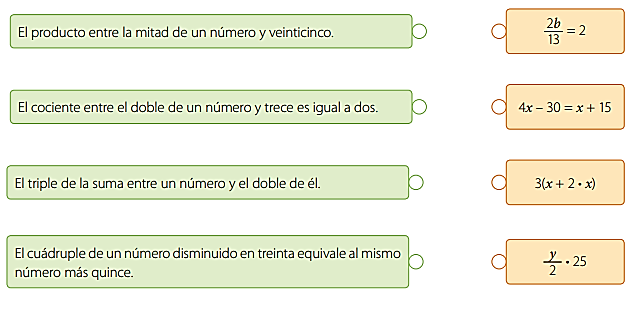 El producto entre la mitad de un número y veinticinco.
2b/13 = 2
El cociente entre el doble de un número y trece es igual a dos.
4x – 30 = x + 15
El triple de la suma entre un número y el doble de él.
3(x + 2 • x)
El cuádruple de un número disminuido en treinta equivale al mismo
número más quince.
y/2 • 25